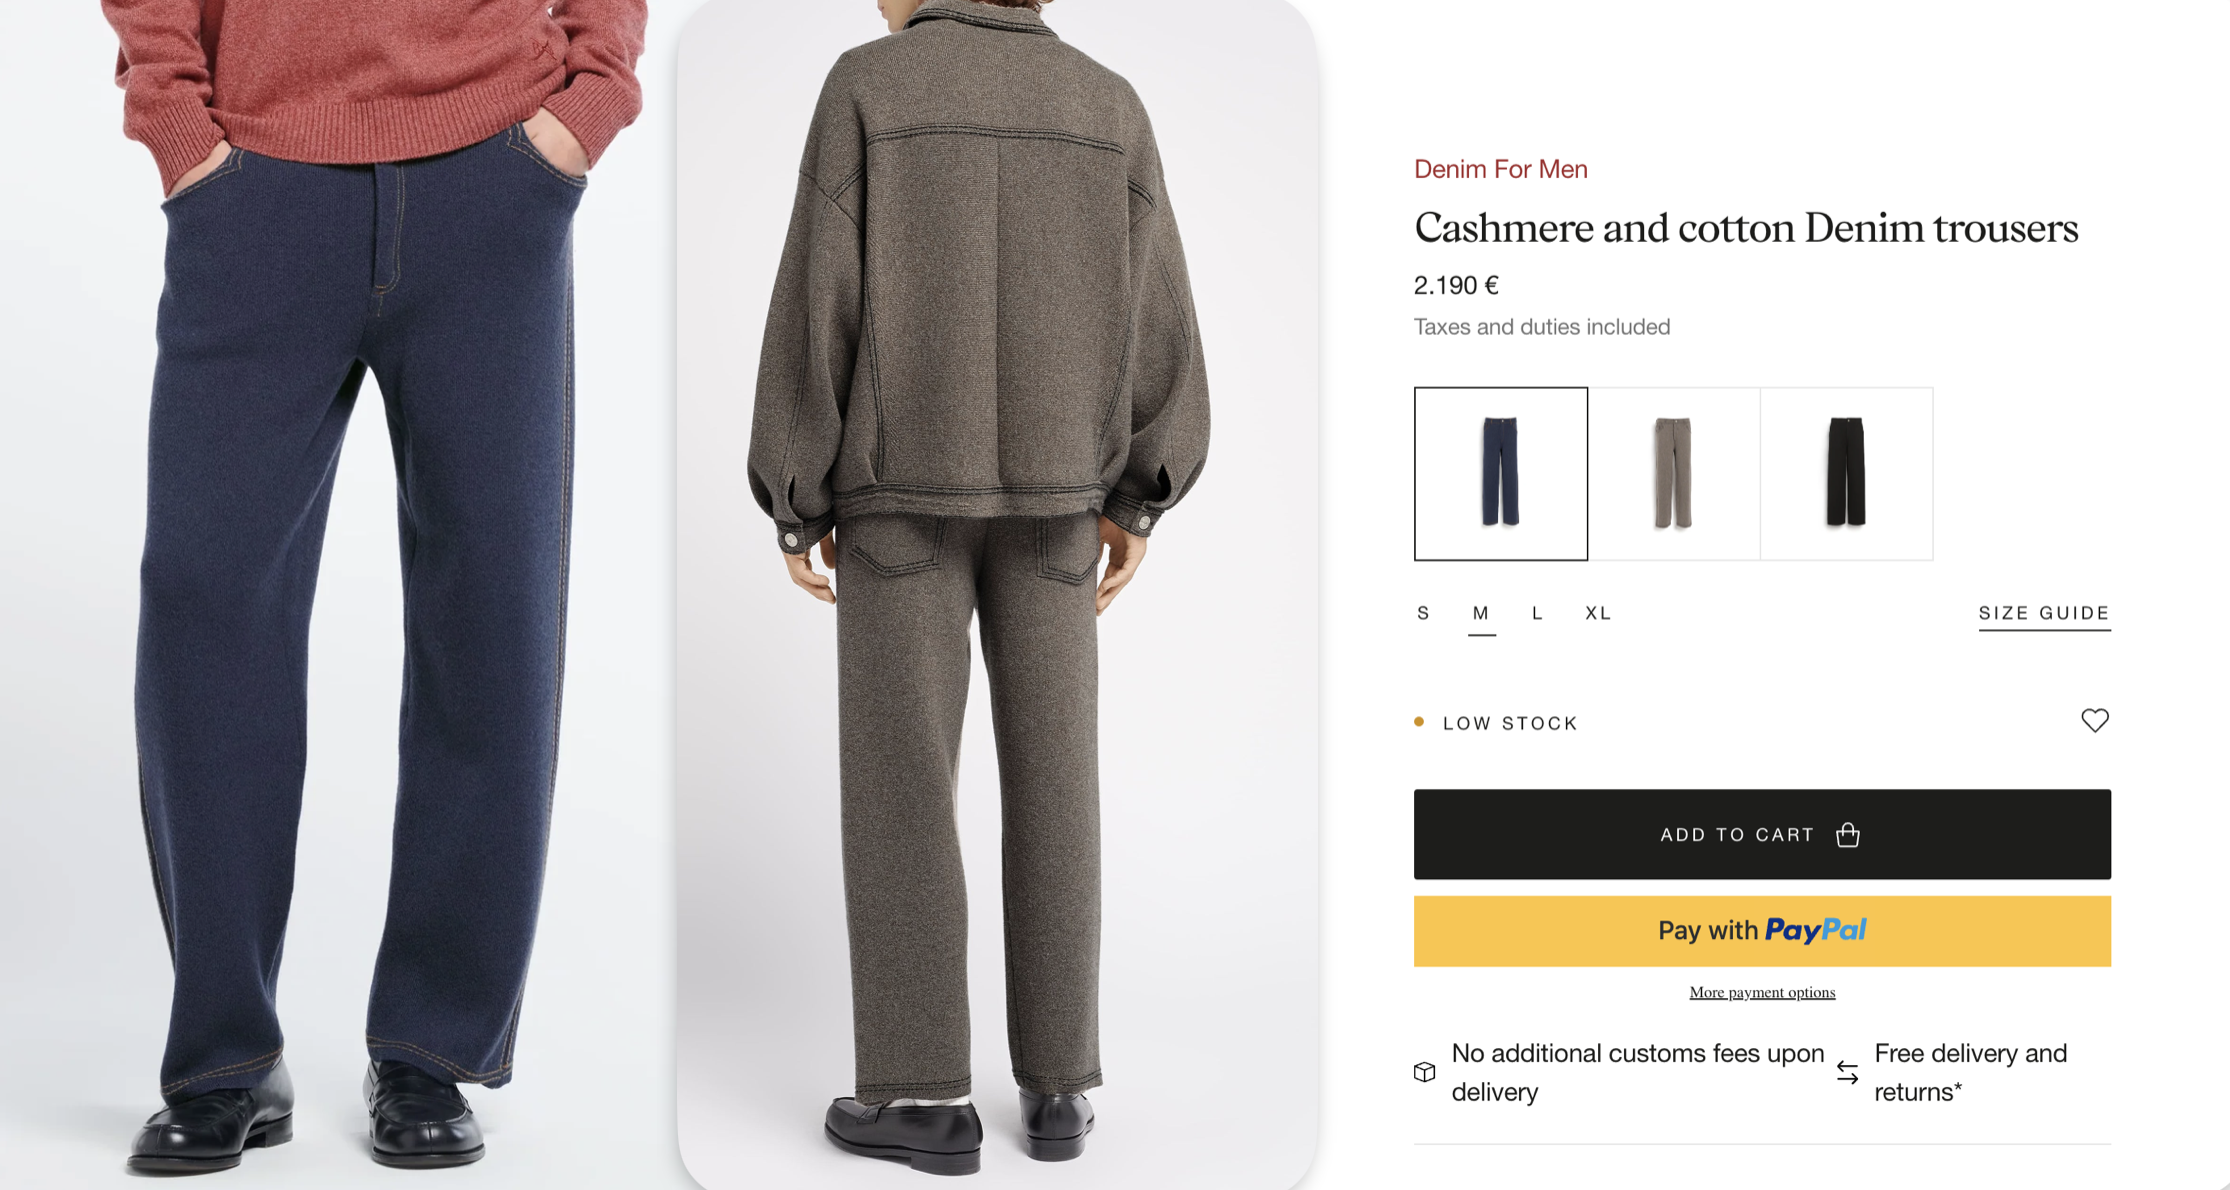 Denim For Men
Cashmere and cotton Denim trousers
2.190 €
Taxes and duties included
S M L XL SIZE GUIDE
LOW STOCK
ADD TO CART
Pay with PayPal
More payment options
No additional customs fees upon
delivery
Free delivery and
returns*